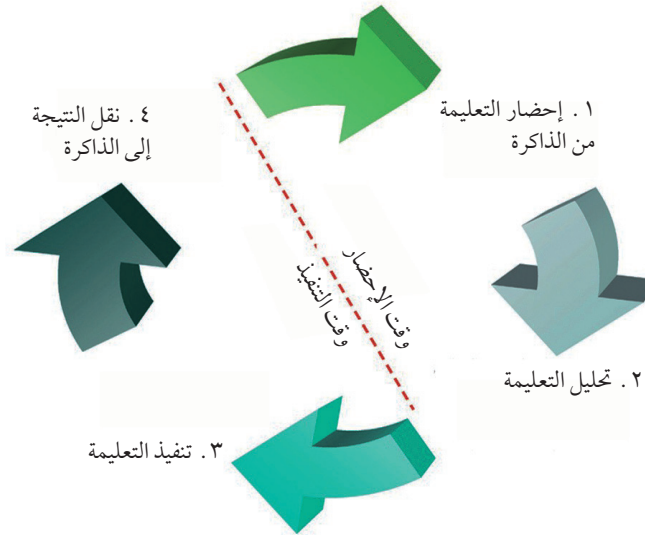 ١. إحضار التعليمة
من الذاكرة
٢. تحليل التعليمة
٣. تنفيذ التعليمة
٤. نقل النتيجة
إلى الذاكرة
وقت الإحضار
وقت التنفيذ